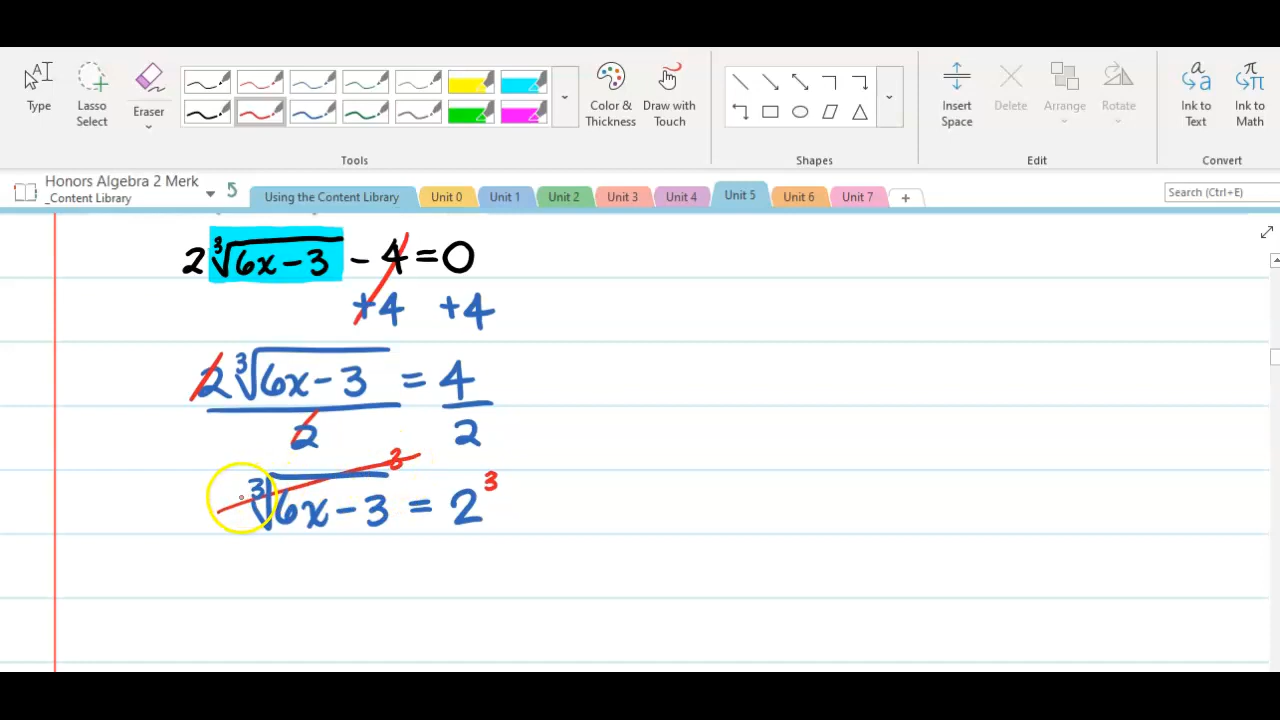 Type
Lasso Select
Eraser
Color & Thickness
Draw with Touch
Insert Space
Delete
Arrange
Rotate
Ink to Text
Ink to Math
Tools
Shapes
Edit
Convert
Honors Algebra 2 Merk
_Content Library
Using the Content Library
Unit 0
Unit 1
Unit 2
Unit 3
Unit 4
Unit 5
Unit 6
Unit 7
+
Search (Ctrl+E)
2 ∛(6x-3) - 4 = 0
+4 +4
2 ∛(6x-3) = 4
2 2
∛(6x-3)³ = 2³